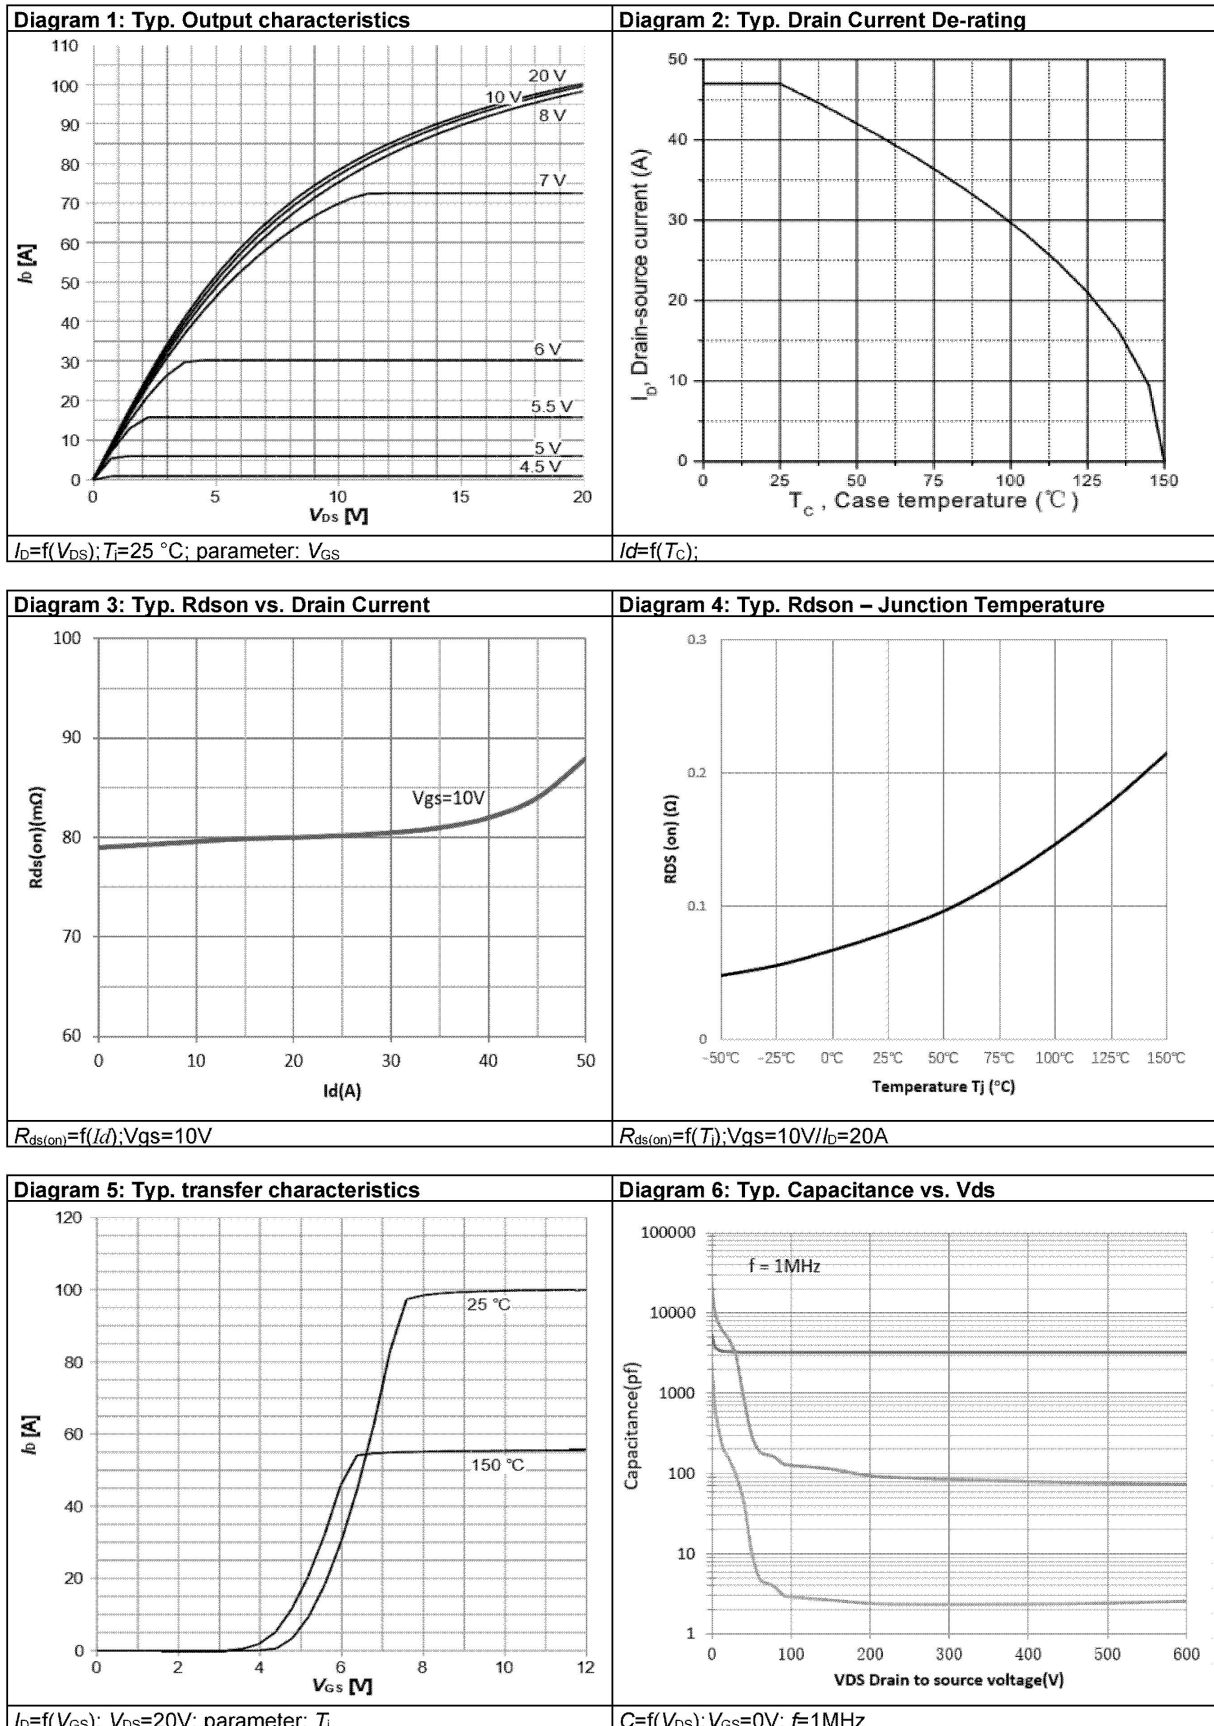 Diagram 1: Typ. Output characteristics
110
100
90
80
70
60
50
40
30
20
10
0
I_D [A]
20 V
10 V
8 V
7 V
6 V
5.5 V
5 V
4.5 V
0 5 10 15 20
V_DS [V]
I_D=f(V_DS);T_j=25 °C; parameter: V_GS
Diagram 2: Typ. Drain Current De-rating
50
40
30
20
10
0
I_D, Drain-source current (A)
0 25 50 75 100 125 150
T_C , Case temperature (℃)
Id=f(T_C);
Diagram 3: Typ. Rdson vs. Drain Current
100
90
80
70
60
Rds(on)(mΩ)
Vgs=10V
0 10 20 30 40 50
Id(A)
R_ds(on)=f(Id);Vgs=10V
Diagram 4: Typ. Rdson – Junction Temperature
0.3
0.2
0.1
0
RDS (on) (Ω)
-50℃ -25℃ 0℃ 25℃ 50℃ 75℃ 100℃ 125℃ 150℃
Temperature Tj (°C)
R_ds(on)=f(T_j);Vgs=10V/I_D=20A
Diagram 5: Typ. transfer characteristics
120
100
80
60
40
20
0
I_D [A]
25 °C
150 °C
0 2 4 6 8 10 12
V_GS [V]
I_D=f(V_GS); V_DS=20V; parameter: T_j
Diagram 6: Typ. Capacitance vs. Vds
100000
10000
1000
100
10
1
Capacitance(pf)
f = 1MHz
0 100 200 300 400 500 600
VDS Drain to source voltage(V)
C=f(V_DS);V_GS=0V; f=1MHz